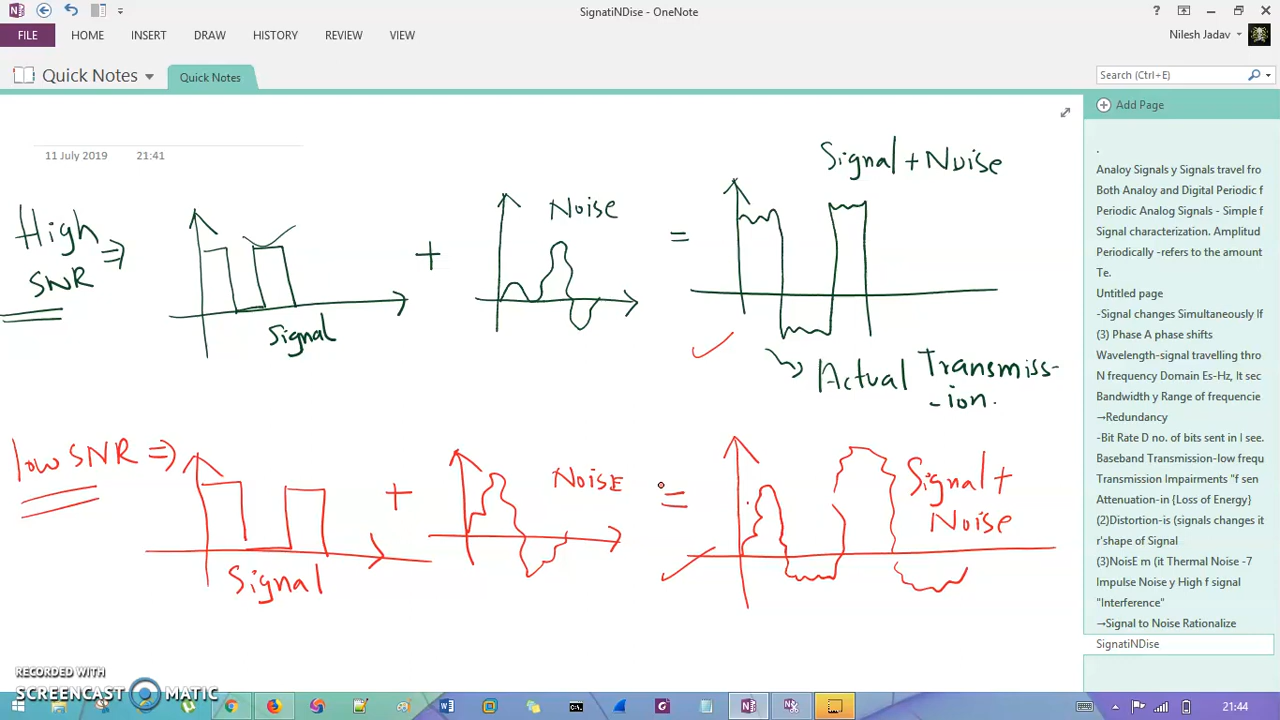 SignatiNDise - OneNote
FILE
HOME
INSERT
DRAW
HISTORY
REVIEW
VIEW
Nilesh Jadav
Quick Notes
Quick Notes
Search (Ctrl+E)
Add Page
11 July 2019 21:41
High
SNR
Signal
+
Noise
=
Signal + Noise
Actual Transmiss-
-ion.
low SNR
Signal
+
Noise
=
Signal +
Noise
.
Analoy Signals y Signals travel fro
Both Analoy and Digital Periodic f
Periodic Analog Signals - Simple f
Signal characterization. Amplitud
Periodically -refers to the amount
Te.
Untitled page
-Signal changes Simultaneously If
(3) Phase A phase shifts
Wavelength-signal travelling thro
N frequency Domain Es-Hz, It sec
Bandwidth y Range of frequencie
→Redundancy
-Bit Rate D no. of bits sent in I see.
Baseband Transmission-low frequ
Transmission Impairments "f sen
Attenuation-in {Loss of Energy}
(2)Distortion-is (signals changes it
r'shape of Signal
(3)NoisE m (it Thermal Noise -7
Impulse Noise y High f signal
"Interference"
→Signal to Noise Rationalize
SignatiNDise
RECORDED WITH
SCREENCAST MATIC
21:44